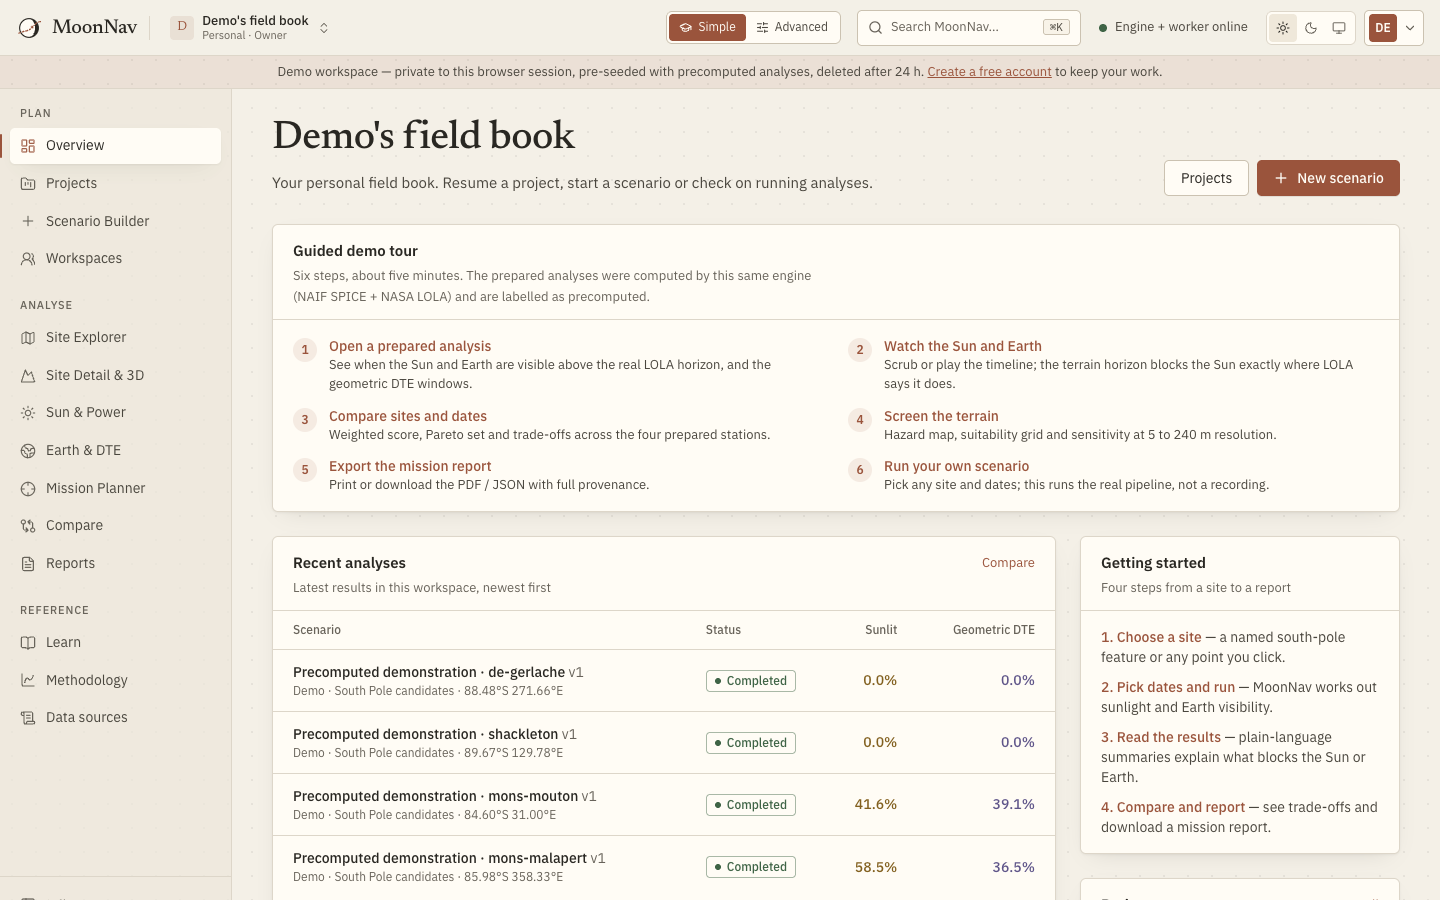 MoonNav
D
Demo's field book
Personal · Owner
Simple
Advanced
Search MoonNav...
⌘K
Engine + worker online
DE
Demo workspace — private to this browser session, pre-seeded with precomputed analyses, deleted after 24 h. Create a free account to keep your work.
PLAN
Overview
Projects
Scenario Builder
Workspaces
ANALYSE
Site Explorer
Site Detail & 3D
Sun & Power
Earth & DTE
Mission Planner
Compare
Reports
REFERENCE
Learn
Methodology
Data sources
Demo's field book
Your personal field book. Resume a project, start a scenario or check on running analyses.
Projects
New scenario
Guided demo tour
Six steps, about five minutes. The prepared analyses were computed by this same engine
(NAIF SPICE + NASA LOLA) and are labelled as precomputed.
1
Open a prepared analysis
See when the Sun and Earth are visible above the real LOLA horizon, and the
geometric DTE windows.
2
Watch the Sun and Earth
Scrub or play the timeline; the terrain horizon blocks the Sun exactly where LOLA
says it does.
3
Compare sites and dates
Weighted score, Pareto set and trade-offs across the four prepared stations.
4
Screen the terrain
Hazard map, suitability grid and sensitivity at 5 to 240 m resolution.
5
Export the mission report
Print or download the PDF / JSON with full provenance.
6
Run your own scenario
Pick any site and dates; this runs the real pipeline, not a recording.
Recent analyses
Compare
Latest results in this workspace, newest first
Scenario Status Sunlit Geometric DTE
Precomputed demonstration · de-gerlache v1
Demo · South Pole candidates · 88.48°S 271.66°E
Completed 0.0% 0.0%
Precomputed demonstration · shackleton v1
Demo · South Pole candidates · 89.67°S 129.78°E
Completed 0.0% 0.0%
Precomputed demonstration · mons-mouton v1
Demo · South Pole candidates · 84.60°S 31.00°E
Completed 41.6% 39.1%
Precomputed demonstration · mons-malapert v1
Demo · South Pole candidates · 85.98°S 358.33°E
Completed 58.5% 36.5%
Getting started
Four steps from a site to a report
1. Choose a site — a named south-pole
feature or any point you click.
2. Pick dates and run — MoonNav works out
sunlight and Earth visibility.
3. Read the results — plain-language
summaries explain what blocks the Sun or
Earth.
4. Compare and report — see trade-offs and
download a mission report.